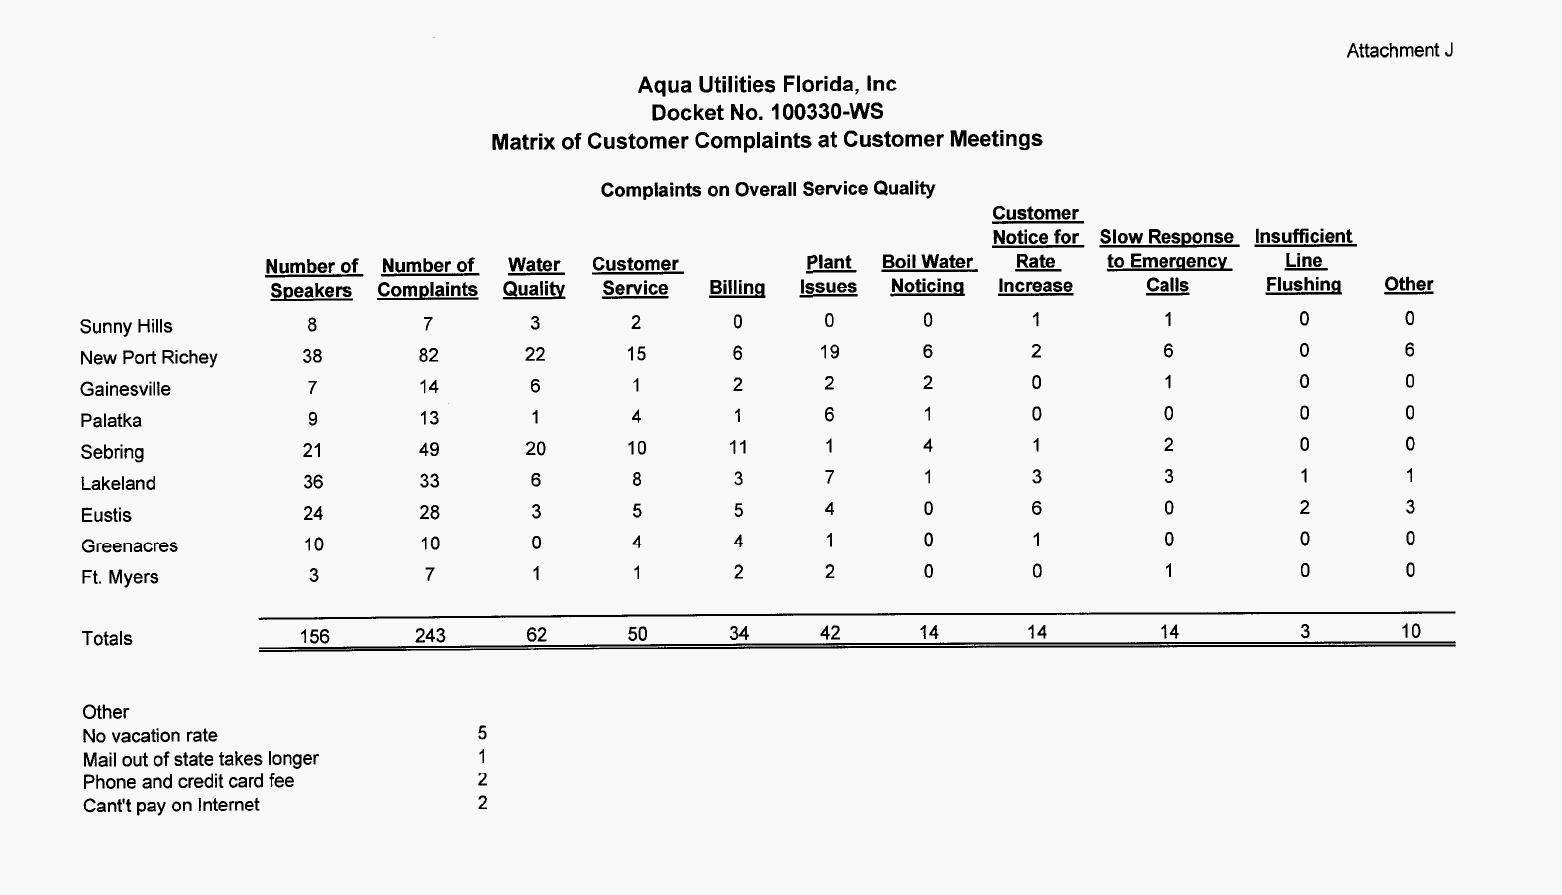 Attachment J
Aqua Utilities Florida, Inc
Docket No. 100330-WS
Matrix of Customer Complaints at Customer Meetings
Complaints on Overall Service Quality
Customer
Notice for Slow Response Insufficient
Number of Number of Water Customer Plant Boil Water Rate to Emergency Line
Speakers Complaints Quality Service Billing Issues Noticing Increase Calls Flushing Other
Sunny Hills 8 7 3 2 0 0 0 1 1 0 0
New Port Richey 38 82 22 15 6 19 6 2 6 0 6
Gainesville 7 14 6 1 2 2 2 0 1 0 0
Palatka 9 13 1 4 1 6 1 0 0 0 0
Sebring 21 49 20 10 11 1 4 1 2 0 0
Lakeland 36 33 6 8 3 7 1 3 3 1 1
Eustis 24 28 3 5 5 4 0 6 0 2 3
Greenacres 10 10 0 4 4 1 0 1 0 0 0
Ft. Myers 3 7 1 1 2 2 0 0 1 0 0
Totals 156 243 62 50 34 42 14 14 14 3 10
Other
No vacation rate 5
Mail out of state takes longer 1
Phone and credit card fee 2
Cant't pay on Internet 2